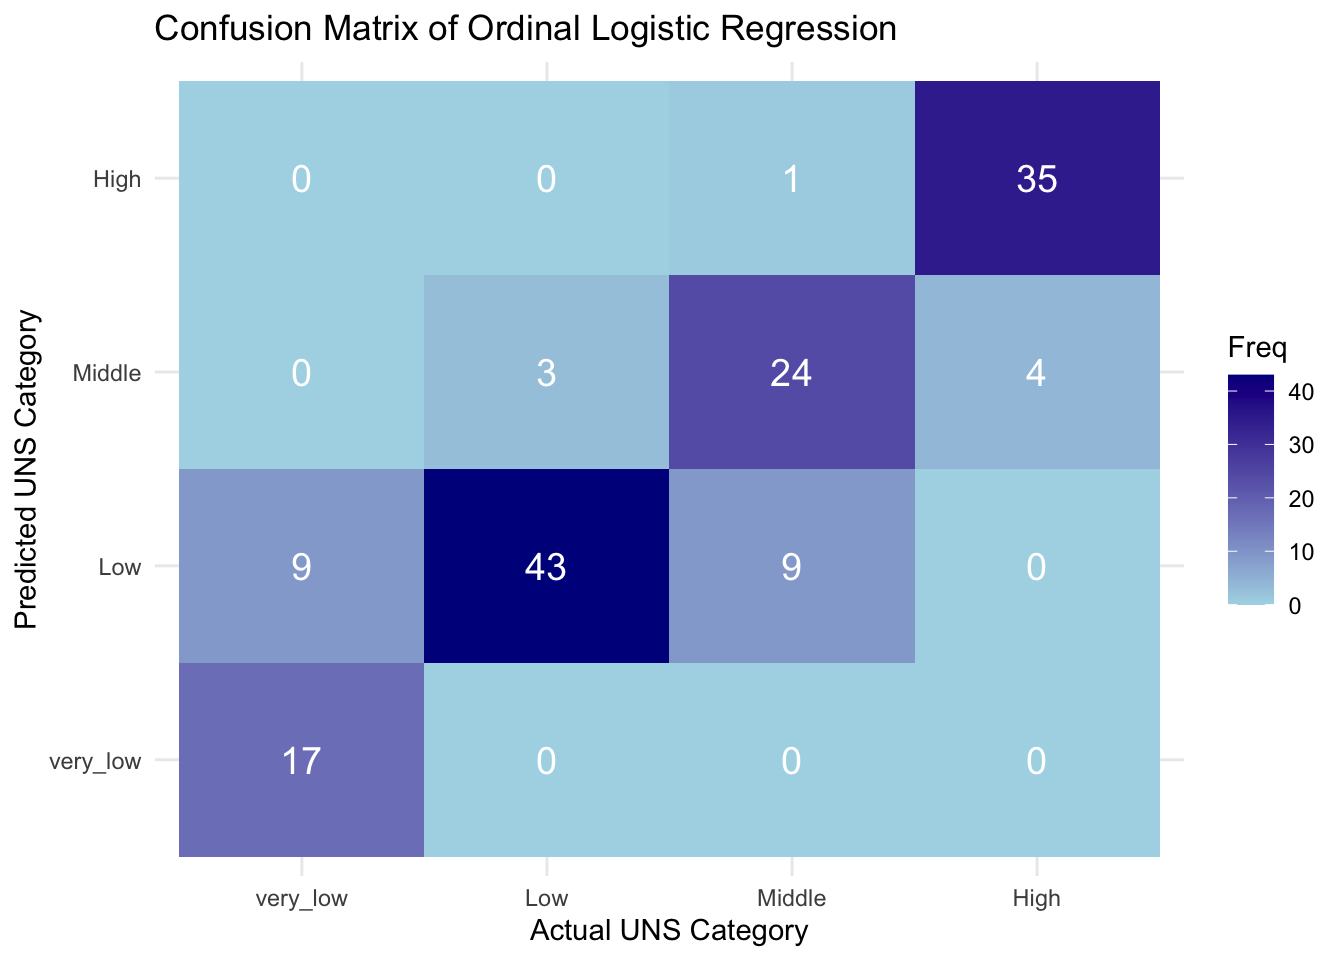 Confusion Matrix of Ordinal Logistic Regression
High
0
0
1
35
Middle
0
3
24
4
Low
9
43
9
0
very_low
17
0
0
0
very_low
Low
Middle
High
Actual UNS Category
Predicted UNS Category
Freq
40
30
20
10
0